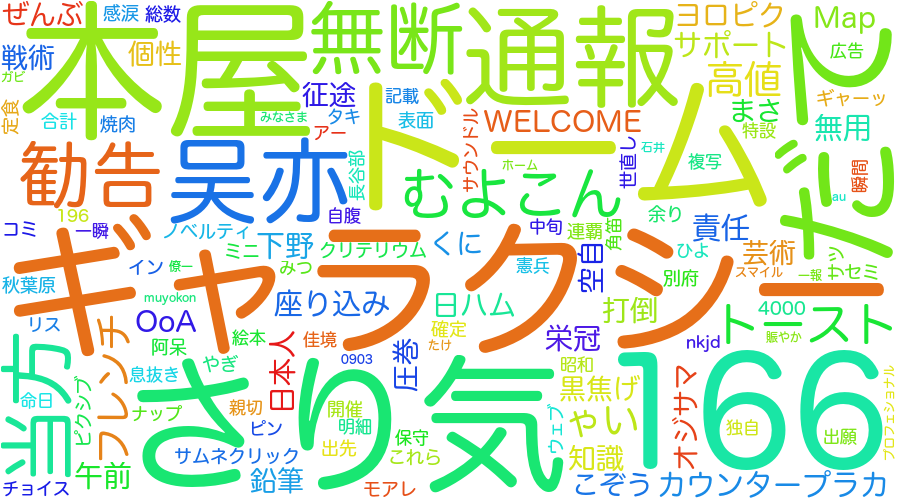 ぜんぶ
感涙
総数
本屋
無断
通報
ヨロピク
Map
戦術
個性
サポート
広告
ガビ
征途
記載
高値
ギャーッ
定食
合計
焼肉
みなさま
タキ
表面
ドーム
WELCOME
まさ
特設
無用
アー
サウンドル
世直し
石井
勧告
呉亦
長谷部
むよこん
ホーム
複写
瞬間
au
196
自腹
余り
コミ
一瞬
ノベルティ
下野
クリテリウム
くに
中旬
連覇
角猫
責任
だって
ギャラクシー
ミニ
みつ
憲兵
空自
ひよ
芸術
サッ
サセミ
イン
僚一
秋葉原
muyokon
座り込み
日ハム
別府
スマイル
一報
リス
OoA
絵本
佳境
確定
打倒
トースト
4000
賑やか
当方
フレンチ
阿呆
日本人
0903
圧巻
たけ
栄冠
nkjd
さり気
166
息抜き
やぎ
昭和
命日
ピクシブ
ナップ
親切
開催
黒焦げ
オジサマ
ピン
明細
保守
ウェブ
やい
独自
出願
プロフェショナル
午前
サムネクリック
出先
これら
知識
チョイス
鉛筆
モアレ
こぞう
カウンタープラカ